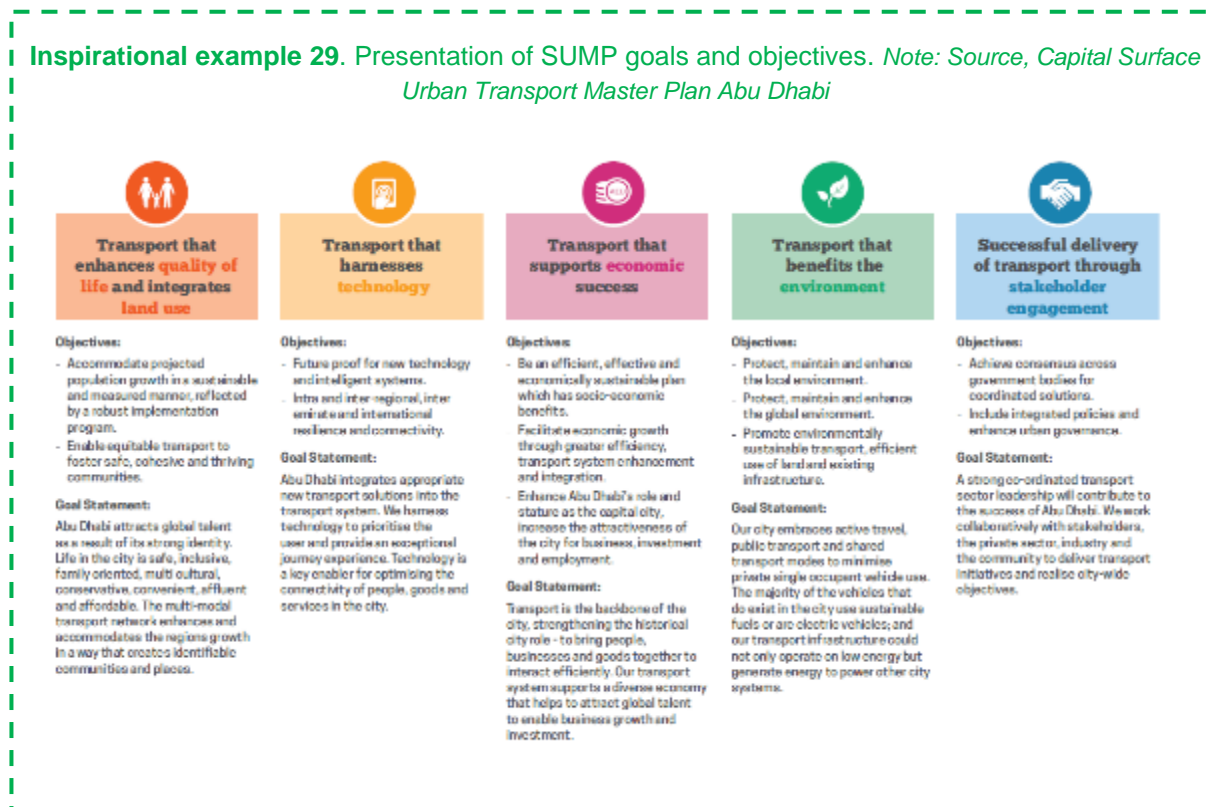 Inspirational example 29. Presentation of SUMP goals and objectives. Note: Source, Capital Surface
Urban Transport Master Plan Abu Dhabi
Transport that
enhances quality of
life and integrates
land use
Objectives:
- Accommodate projected
population growth in a sustainable
and measured manner, reflected
by a robust implementation
program.
- Enable equitable transport to
foster safe, cohesive and thriving
communities.
Goal Statement:
Abu Dhabi attracts global talent
as a result of its strong identity.
Life in the city is safe, inclusive,
family oriented, multi cultural,
conservative, convenient, affluent
and affordable. The multi-modal
transport network enhances and
accommodates the regions growth
in a way that creates identifiable
communities and places.
Transport that
harnesses
technology
Objectives:
- Future proof for new technology
and intelligent systems.
- Intra and inter-regional, inter
emirate and international
resilience and connectivity.
Goal Statement:
Abu Dhabi integrates appropriate
new transport solutions into the
transport system. We harness
technology to prioritise the
user and provide an exceptional
journey experience. Technology is
a key enabler for optimising the
connectivity of people, goods and
services in the city.
Transport that
supports economic
success
Objectives:
- Be an efficient, effective and
economically sustainable plan
which has socio-economic
benefits.
- Facilitate economic growth
through greater efficiency,
transport system enhancement
and integration.
- Enhance Abu Dhabi's role and
stature as the capital city,
increase the attractiveness of
the city for business, investment
and employment.
Goal Statement:
Transport is the backbone of the
city, strengthening the historical
city role - to bring people,
businesses and goods together to
interact efficiently. Our transport
system supports a diverse economy
that helps to attract global talent
to enable business growth and
investment.
Transport that
benefits the
environment
Objectives:
- Protect, maintain and enhance
the local environment.
- Protect, maintain and enhance
the global environment.
- Promote environmentally
sustainable transport, efficient
use of land and existing
infrastructure.
Goal Statement:
Our city embraces active travel,
public transport and shared
transport modes to minimise
private single occupant vehicle use.
The majority of the vehicles that
do exist in the city use sustainable
fuels or are electric vehicles; and
our transport infrastructure could
not only operate on low energy but
generate energy to power other city
systems.
Successful delivery
of transport through
stakeholder
engagement
Objectives:
- Achieve consensus across
government bodies for
coordinated solutions.
- Include integrated policies and
enhance urban governance.
Goal Statement:
A strong co-ordinated transport
sector leadership will contribute to
the success of Abu Dhabi. We work
collaboratively with stakeholders,
the private sector, industry and
the community to deliver transport
initiatives and realise city-wide
objectives.